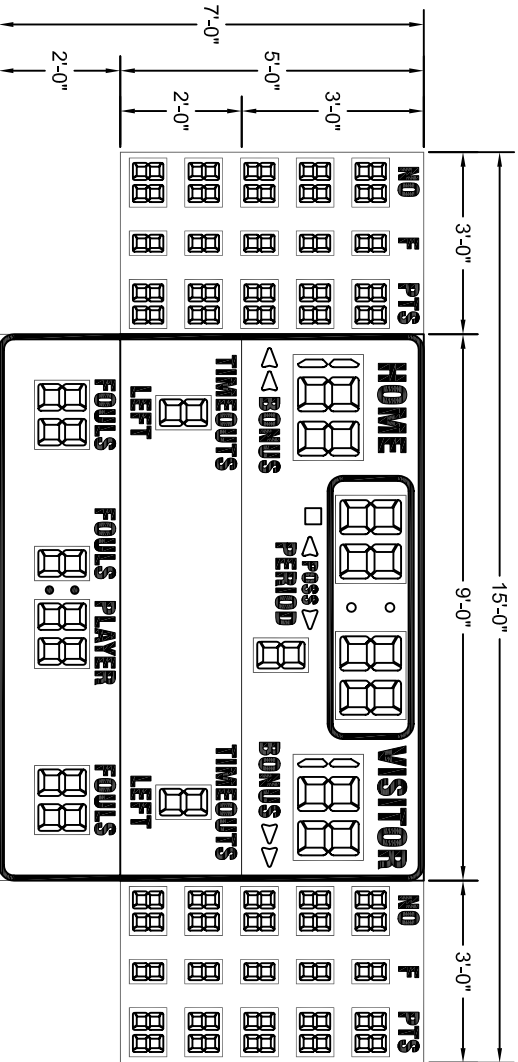 15'-0"
3'-0" 9'-0" 3'-0"
NO F PTS HOME VISITOR NO F PTS
3'-0"
◁◁ BONUS ◁ POSS ▷ BONUS ▷▷
PERIOD
5'-0"
7'-0"
TIMEOUTS TIMEOUTS
2'-0"
LEFT LEFT
FOULS FOULS PLAYER FOULS
2'-0"